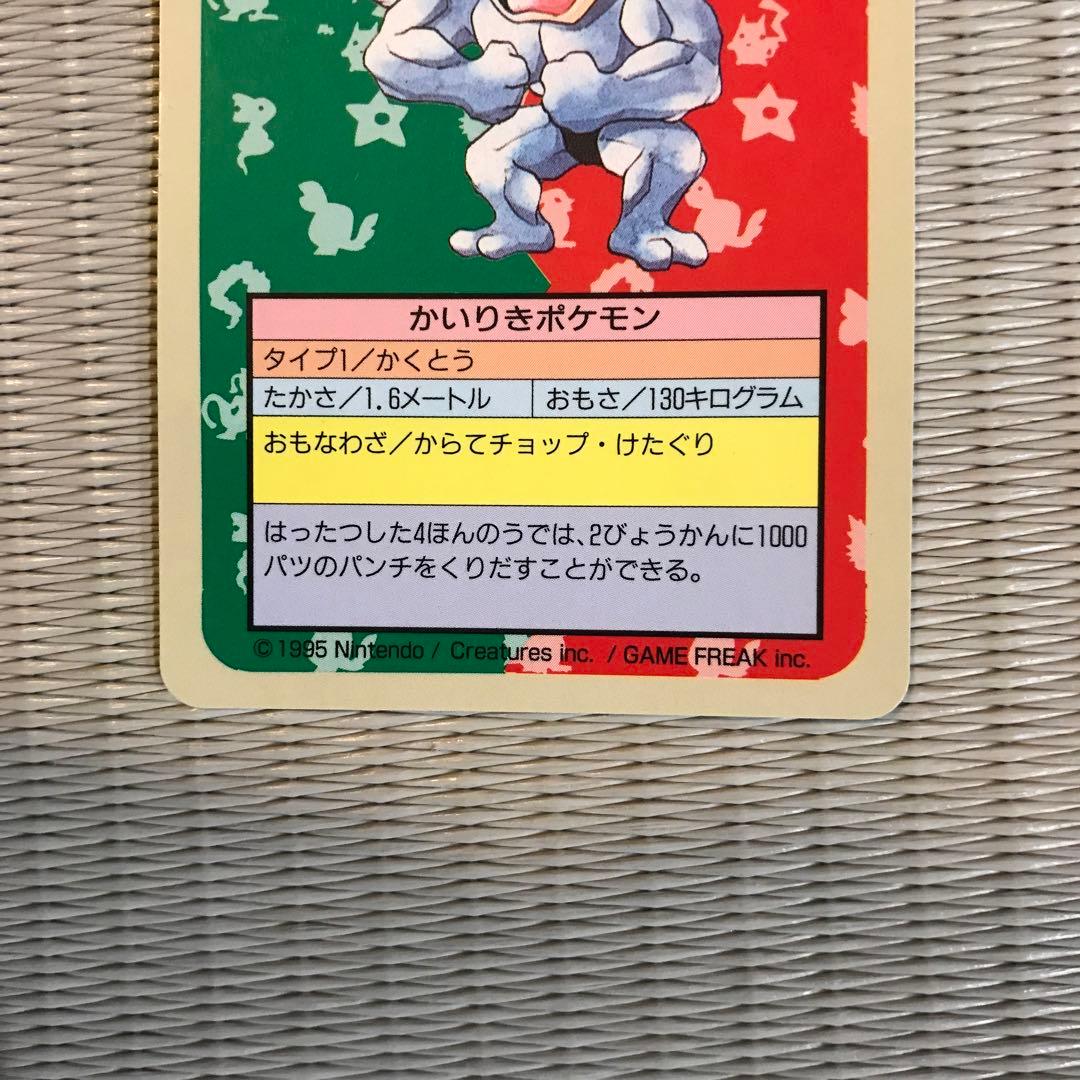 かいりきポケモン
タイプ1／かくとう
たかさ／1.6メートル おもさ／130キログラム
おもなわざ／からてチョップ・けたぐり
はったつした4ほんのうでは、2びょうかんに1000
パツのパンチをくりだすことができる。
© 1995 Nintendo / Creatures inc. / GAME FREAK inc.